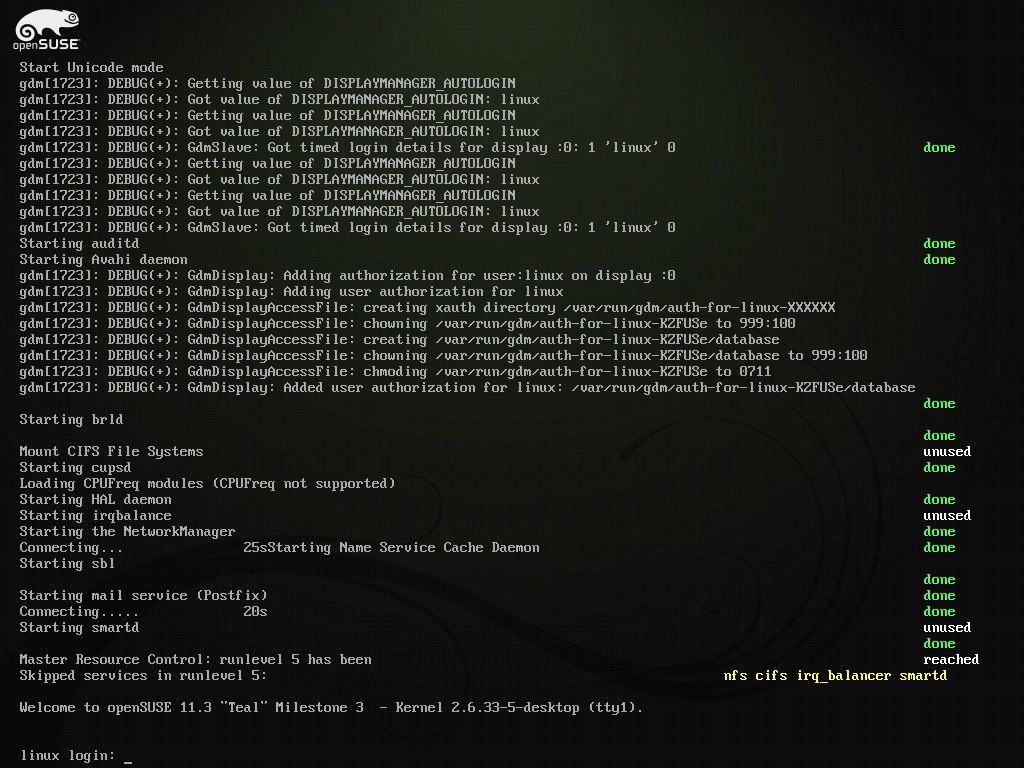 openSUSE
Start Unicode mode
gdm[1723]: DEBUG(+): Getting value of DISPLAYMANAGER_AUTOLOGIN
gdm[1723]: DEBUG(+): Got value of DISPLAYMANAGER_AUTOLOGIN: linux
gdm[1723]: DEBUG(+): Getting value of DISPLAYMANAGER_AUTOLOGIN
gdm[1723]: DEBUG(+): Got value of DISPLAYMANAGER_AUTOLOGIN: linux
gdm[1723]: DEBUG(+): GdmSlave: Got timed login details for display :0: 1 'linux' 0 done
gdm[1723]: DEBUG(+): Getting value of DISPLAYMANAGER_AUTOLOGIN
gdm[1723]: DEBUG(+): Got value of DISPLAYMANAGER_AUTOLOGIN: linux
gdm[1723]: DEBUG(+): Getting value of DISPLAYMANAGER_AUTOLOGIN
gdm[1723]: DEBUG(+): Got value of DISPLAYMANAGER_AUTOLOGIN: linux
gdm[1723]: DEBUG(+): GdmSlave: Got timed login details for display :0: 1 'linux' 0
Starting auditd done
Starting Avahi daemon done
gdm[1723]: DEBUG(+): GdmDisplay: Adding authorization for user:linux on display :0
gdm[1723]: DEBUG(+): GdmDisplay: Adding user authorization for linux
gdm[1723]: DEBUG(+): GdmDisplayAccessFile: creating xauth directory /var/run/gdm/auth-for-linux-XXXXXX
gdm[1723]: DEBUG(+): GdmDisplayAccessFile: chowning /var/run/gdm/auth-for-linux-KZFUSe to 999:100
gdm[1723]: DEBUG(+): GdmDisplayAccessFile: creating /var/run/gdm/auth-for-linux-KZFUSe/database
gdm[1723]: DEBUG(+): GdmDisplayAccessFile: chowning /var/run/gdm/auth-for-linux-KZFUSe/database to 999:100
gdm[1723]: DEBUG(+): GdmDisplayAccessFile: chmoding /var/run/gdm/auth-for-linux-KZFUSe to 0711
gdm[1723]: DEBUG(+): GdmDisplay: Added user authorization for linux: /var/run/gdm/auth-for-linux-KZFUSe/database
done
Starting brld
done
Mount CIFS File Systems unused
Starting cupsd done
Loading CPUFreq modules (CPUFreq not supported)
Starting HAL daemon done
Starting irqbalance unused
Starting the NetworkManager done
Connecting... 25sStarting Name Service Cache Daemon done
Starting sbl
done
Starting mail service (Postfix) done
Connecting..... 20s done
Starting smartd unused
done
Master Resource Control: runlevel 5 has been reached
Skipped services in runlevel 5: nfs cifs irq_balancer smartd
Welcome to openSUSE 11.3 "Teal" Milestone 3 - Kernel 2.6.33-5-desktop (tty1).
linux login: _